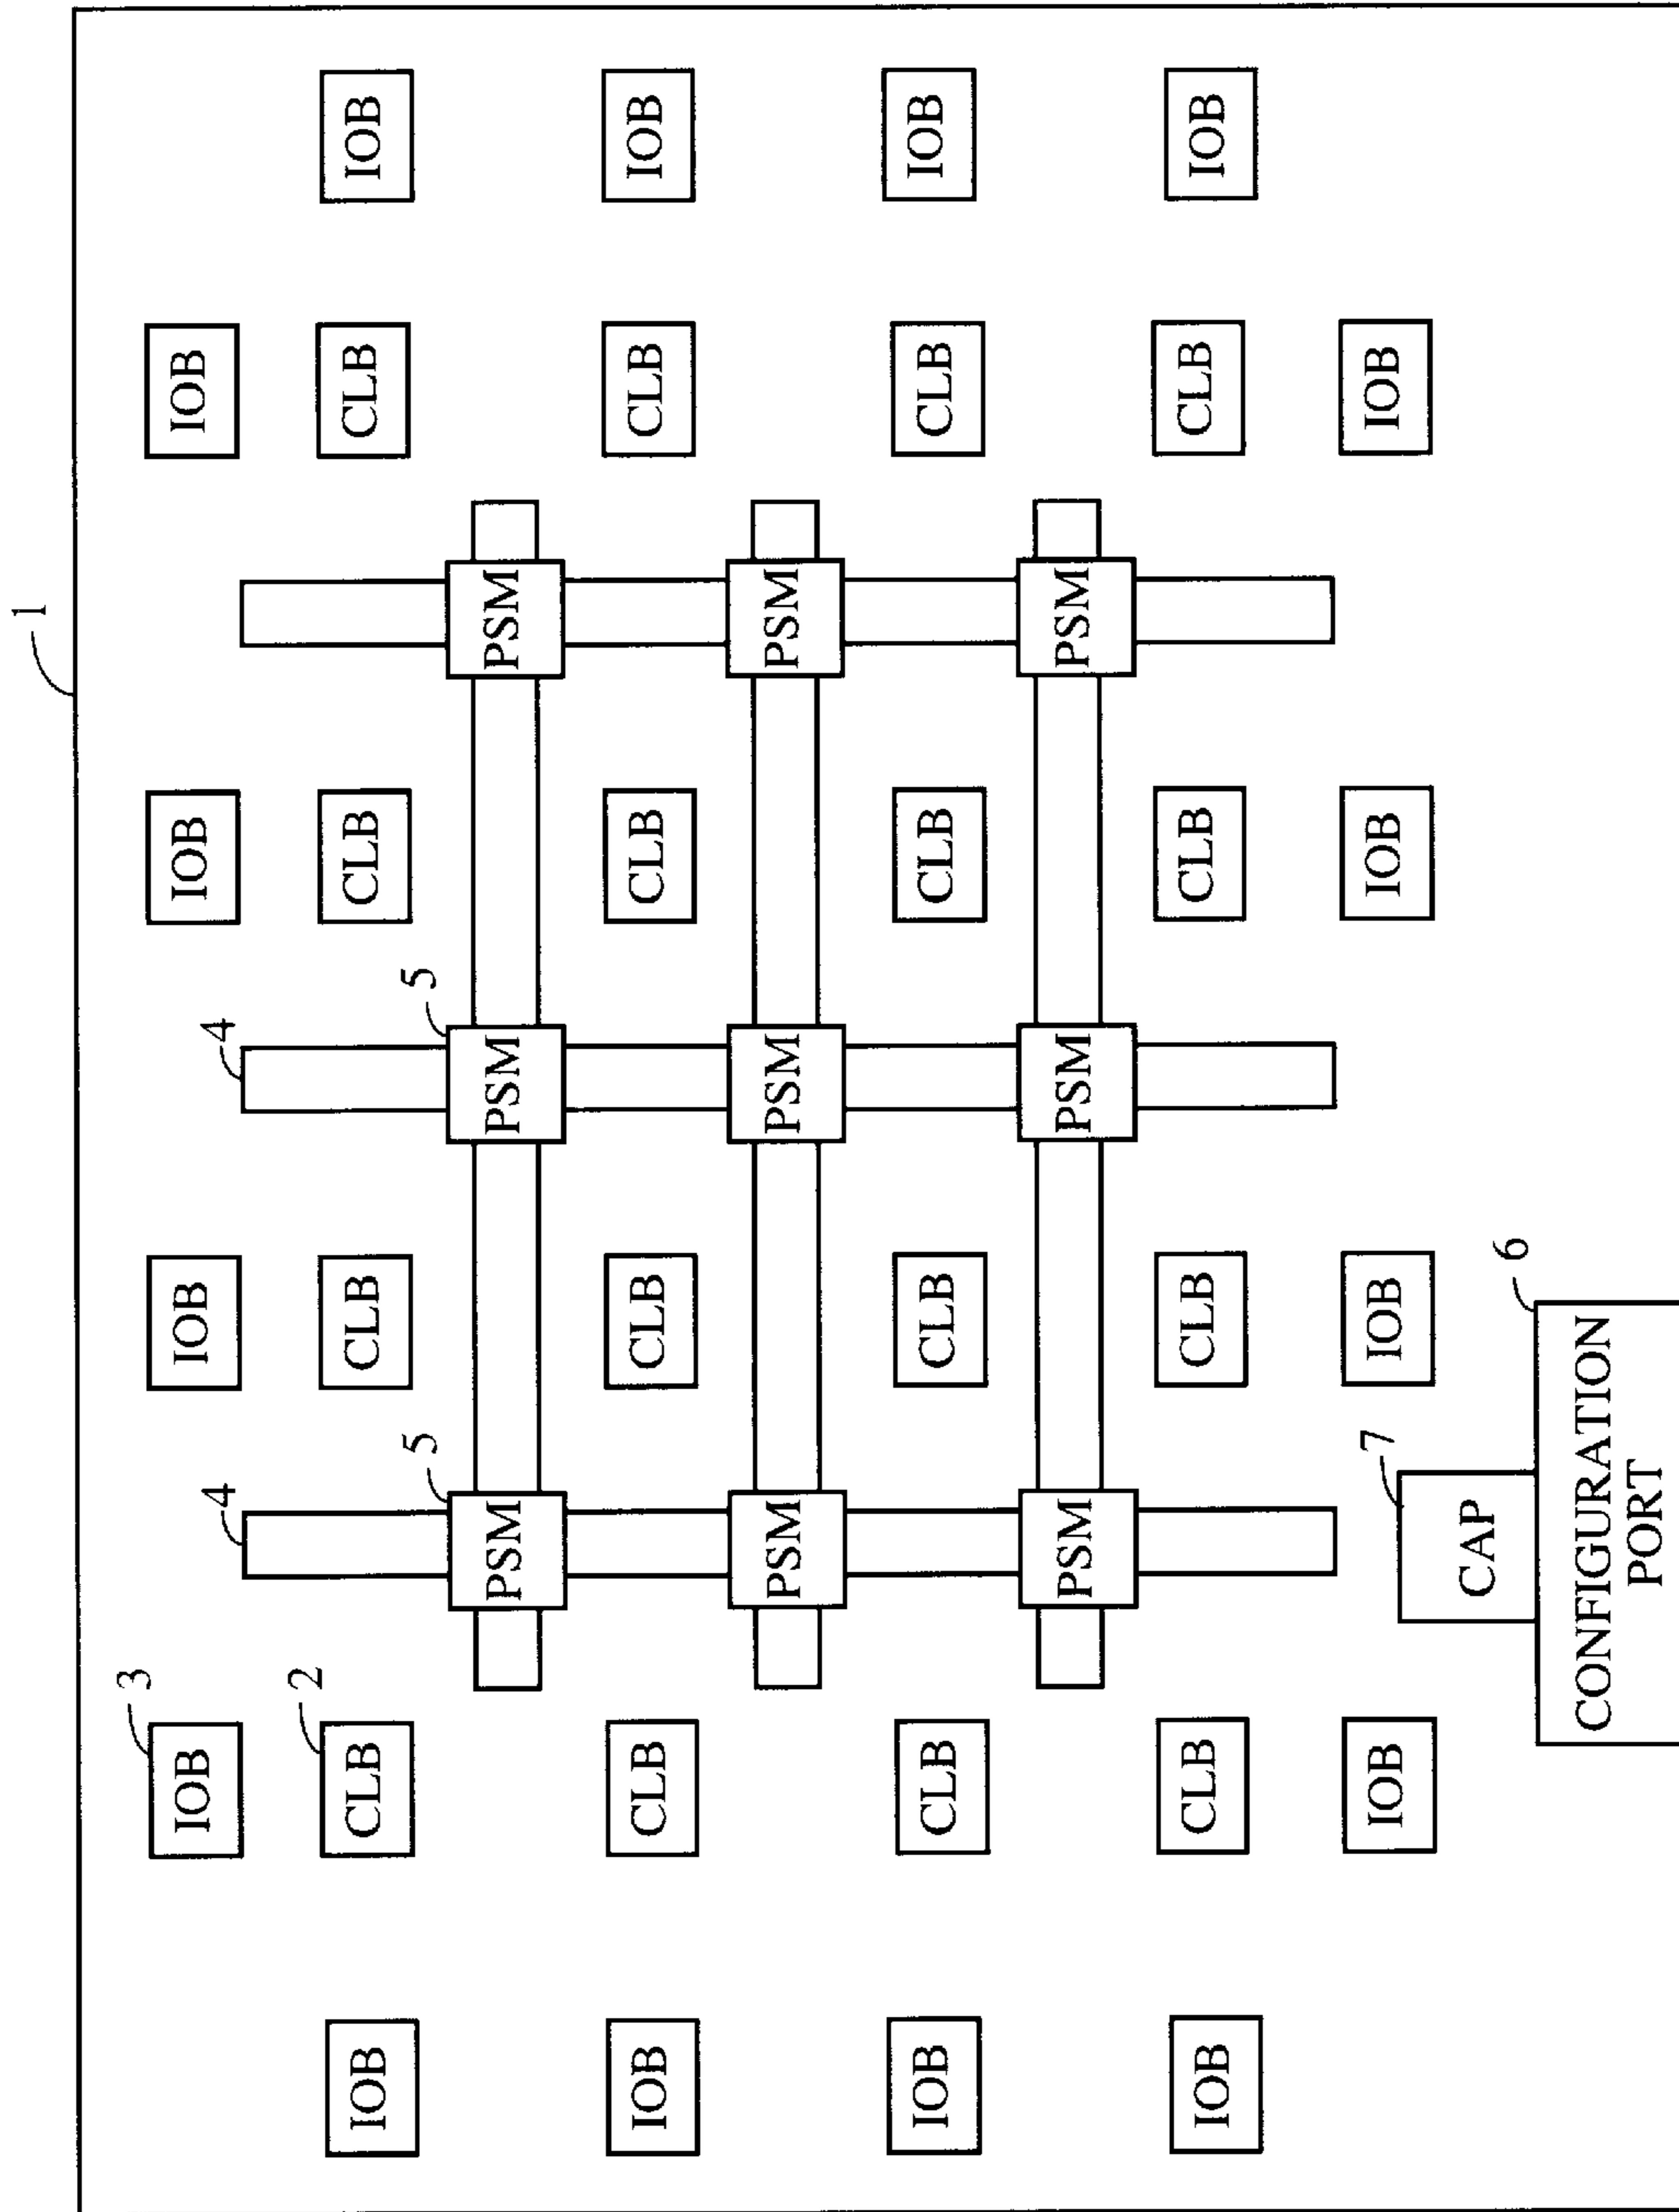 1
3
IOB IOB IOB IOB
4 4
2
IOB CLB CLB CLB CLB IOB
5 5
PSM PSM PSM
IOB CLB CLB CLB CLB IOB
PSM PSM PSM
IOB CLB CLB CLB CLB IOB
PSM PSM PSM
IOB CLB CLB CLB CLB IOB
IOB 7 IOB IOB IOB
CAP
6
CONFIGURATION
PORT